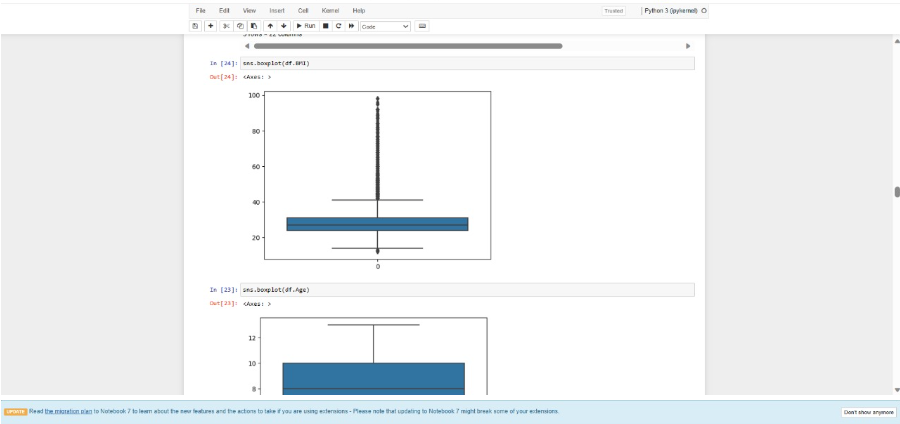 File Edit View Insert Cell Kernel Help Trusted Python 3 (ipykernel)
Run Code
5 rows × 22 columns
In [24]: sns.boxplot(df.BMI)
Out[24]: <Axes: >
100
80
60
40
20
0
In [23]: sns.boxplot(df.Age)
Out[23]: <Axes: >
12
10
8
UPDATE Read the migration plan to Notebook 7 to learn about the new features and the actions to take if you are using extensions - Please note that updating to Notebook 7 might break some of your extensions. Don't show anymore